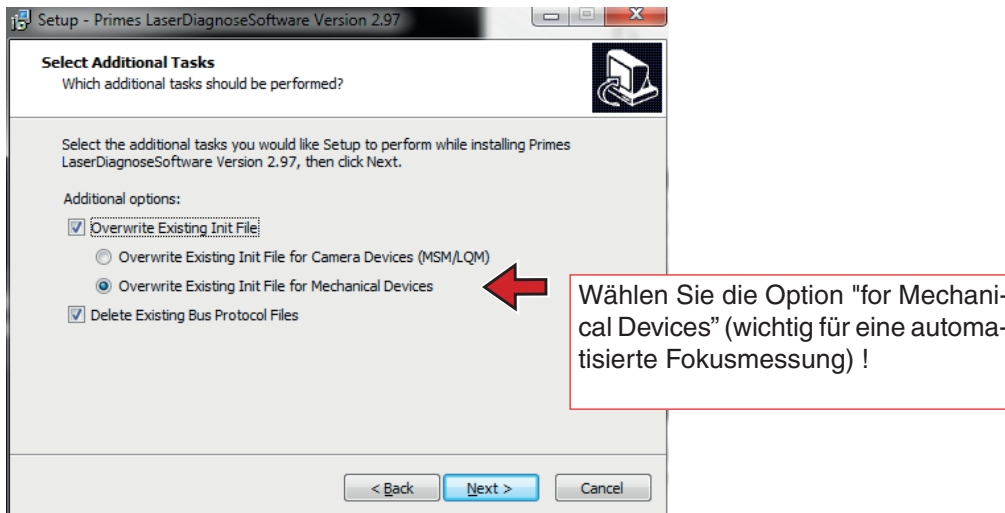 Setup - Primes LaserDiagnoseSoftware Version 2.97
Select Additional Tasks
Which additional tasks should be performed?
Select the additional tasks you would like Setup to perform while installing Primes
LaserDiagnoseSoftware Version 2.97, then click Next.
Additional options:
Overwrite Existing Init File
Overwrite Existing Init File for Camera Devices (MSM/LQM)
Overwrite Existing Init File for Mechanical Devices
Delete Existing Bus Protocol Files
Wählen Sie die Option "for Mechani-
cal Devices” (wichtig für eine automa-
tisierte Fokusmessung) !
< Back
Next >
Cancel